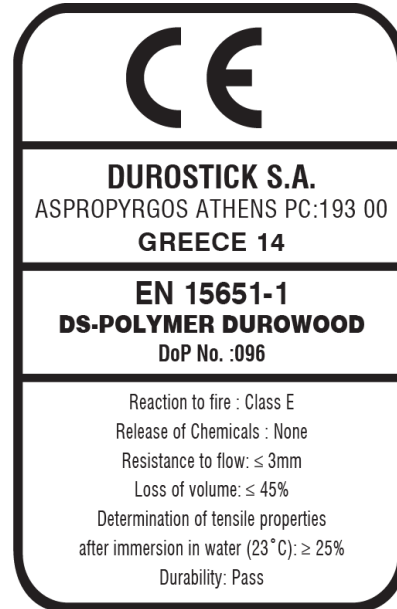 CE
DUROSTICK S.A.
ASPROPYRGOS ATHENS PC:193 00
GREECE 14
EN 15651-1
DS-POLYMER DUROWOOD
DoP No. :096
Reaction to fire : Class E
Release of Chemicals : None
Resistance to flow: ≤ 3mm
Loss of volume: ≤ 45%
Determination of tensile properties
after immersion in water (23˚C): ≥ 25%
Durability: Pass